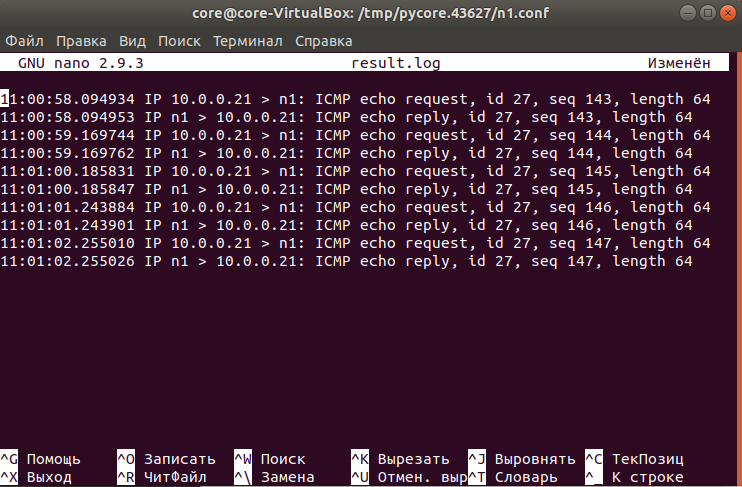 core@core-VirtualBox: /tmp/pycore.43627/n1.conf
Файл Правка Вид Поиск Терминал Справка
GNU nano 2.9.3 result.log Изменён
11:00:58.094934 IP 10.0.0.21 > n1: ICMP echo request, id 27, seq 143, length 64
11:00:58.094953 IP n1 > 10.0.0.21: ICMP echo reply, id 27, seq 143, length 64
11:00:59.169744 IP 10.0.0.21 > n1: ICMP echo request, id 27, seq 144, length 64
11:00:59.169762 IP n1 > 10.0.0.21: ICMP echo reply, id 27, seq 144, length 64
11:01:00.185831 IP 10.0.0.21 > n1: ICMP echo request, id 27, seq 145, length 64
11:01:00.185847 IP n1 > 10.0.0.21: ICMP echo reply, id 27, seq 145, length 64
11:01:01.243884 IP 10.0.0.21 > n1: ICMP echo request, id 27, seq 146, length 64
11:01:01.243901 IP n1 > 10.0.0.21: ICMP echo reply, id 27, seq 146, length 64
11:01:02.255010 IP 10.0.0.21 > n1: ICMP echo request, id 27, seq 147, length 64
11:01:02.255026 IP n1 > 10.0.0.21: ICMP echo reply, id 27, seq 147, length 64
^G Помощь ^O Записать ^W Поиск ^K Вырезать ^J Выровнять ^C ТекПозиц
^X Выход ^R ЧитФайл ^\ Замена ^U Отмен. выр^T Словарь ^_ К строке